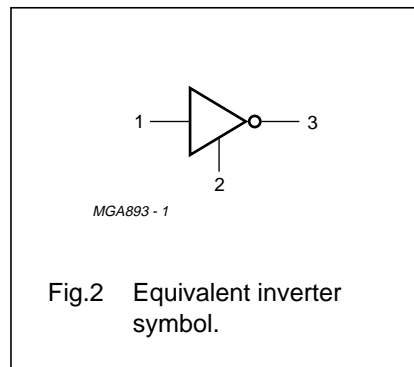 1
3
2
MGA893 - 1
Fig.2 Equivalent inverter
symbol.